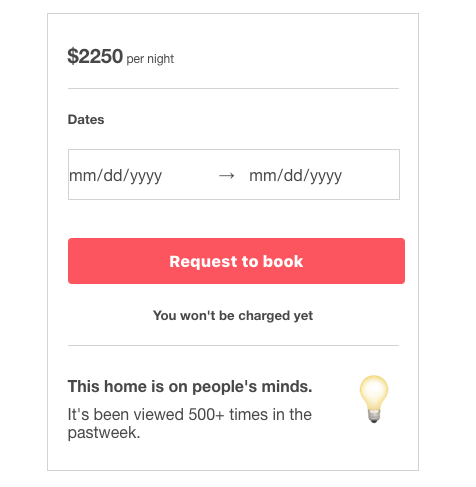 $2250 per night
Dates
mm/dd/yyyy → mm/dd/yyyy
Request to book
You won't be charged yet
This home is on people's minds.
It's been viewed 500+ times in the
pastweek.